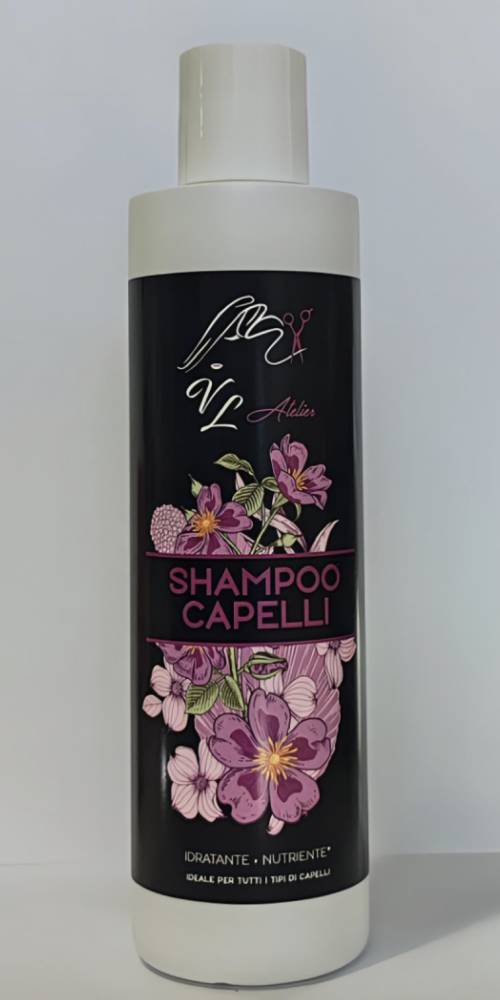 VL Atelier
SHAMPOO
CAPELLI
IDRATANTE • NUTRIENTE*
IDEALE PER TUTTI I TIPI DI CAPELLI